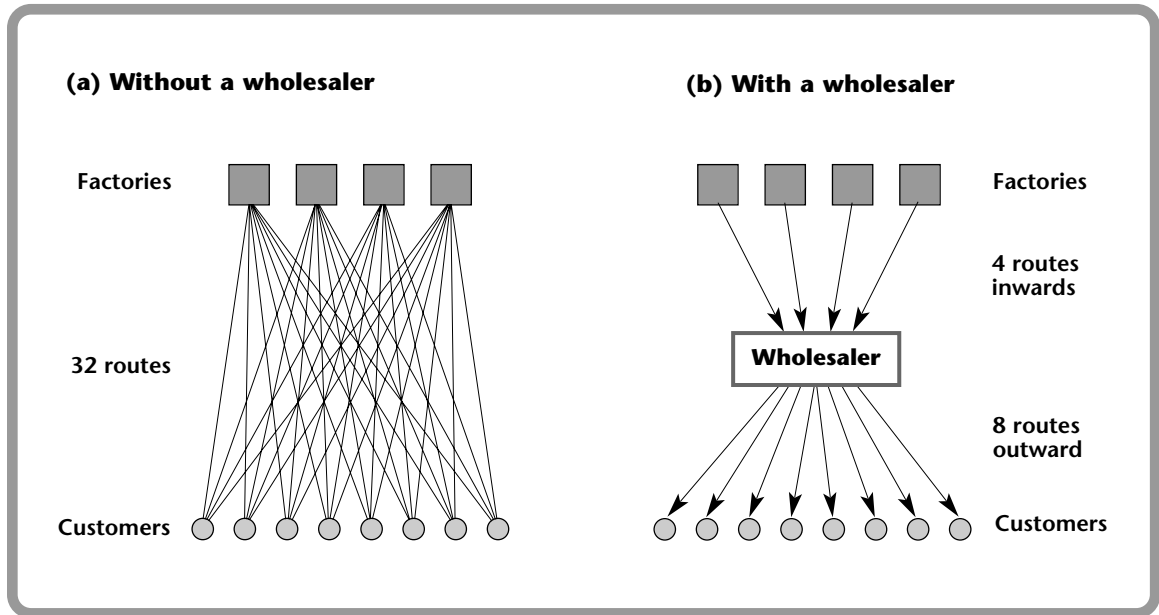 (a) Without a wholesaler
Factories
32 routes
Customers
(b) With a wholesaler
Factories
4 routes
inwards
Wholesaler
8 routes
outward
Customers